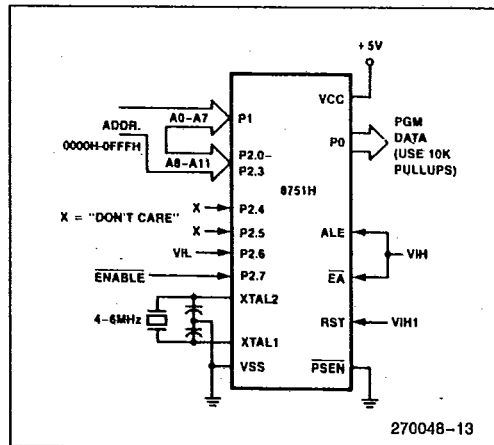 +5V
VCC
A0-A7
P1
ADDR.
0000H-0FFFH
A8-A11
P2.0-
P2.3
P0
PGM
DATA
(USE 10K
PULLUPS)
8751H
X = "DON'T CARE"
X
P2.4
X
P2.5
VIL
P2.6
ENABLE
P2.7
ALE
EA
VIH
XTAL2
4-6MHz
XTAL1
RST
VIH1
VSS
PSEN
270048-13